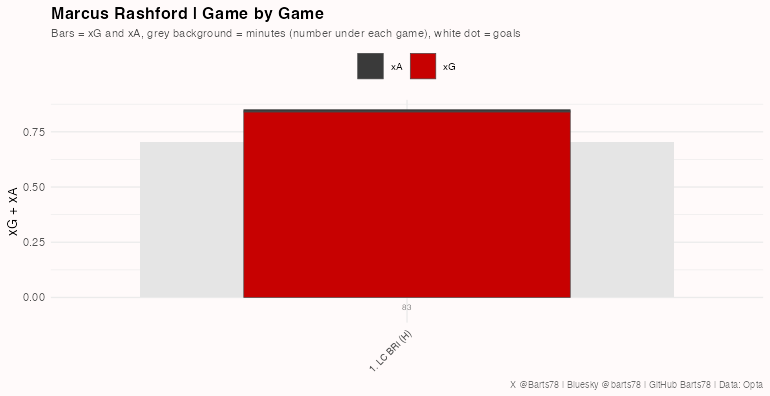 Marcus Rashford | Game by Game
Bars = xG and xA, grey background = minutes (number under each game), white dot = goals
xA xG
xG + xA
0.75
0.50
0.25
0.00
83
1. LC BRI (H)
X @Barts78 | Bluesky @barts78 | GitHub Barts78 | Data: Opta